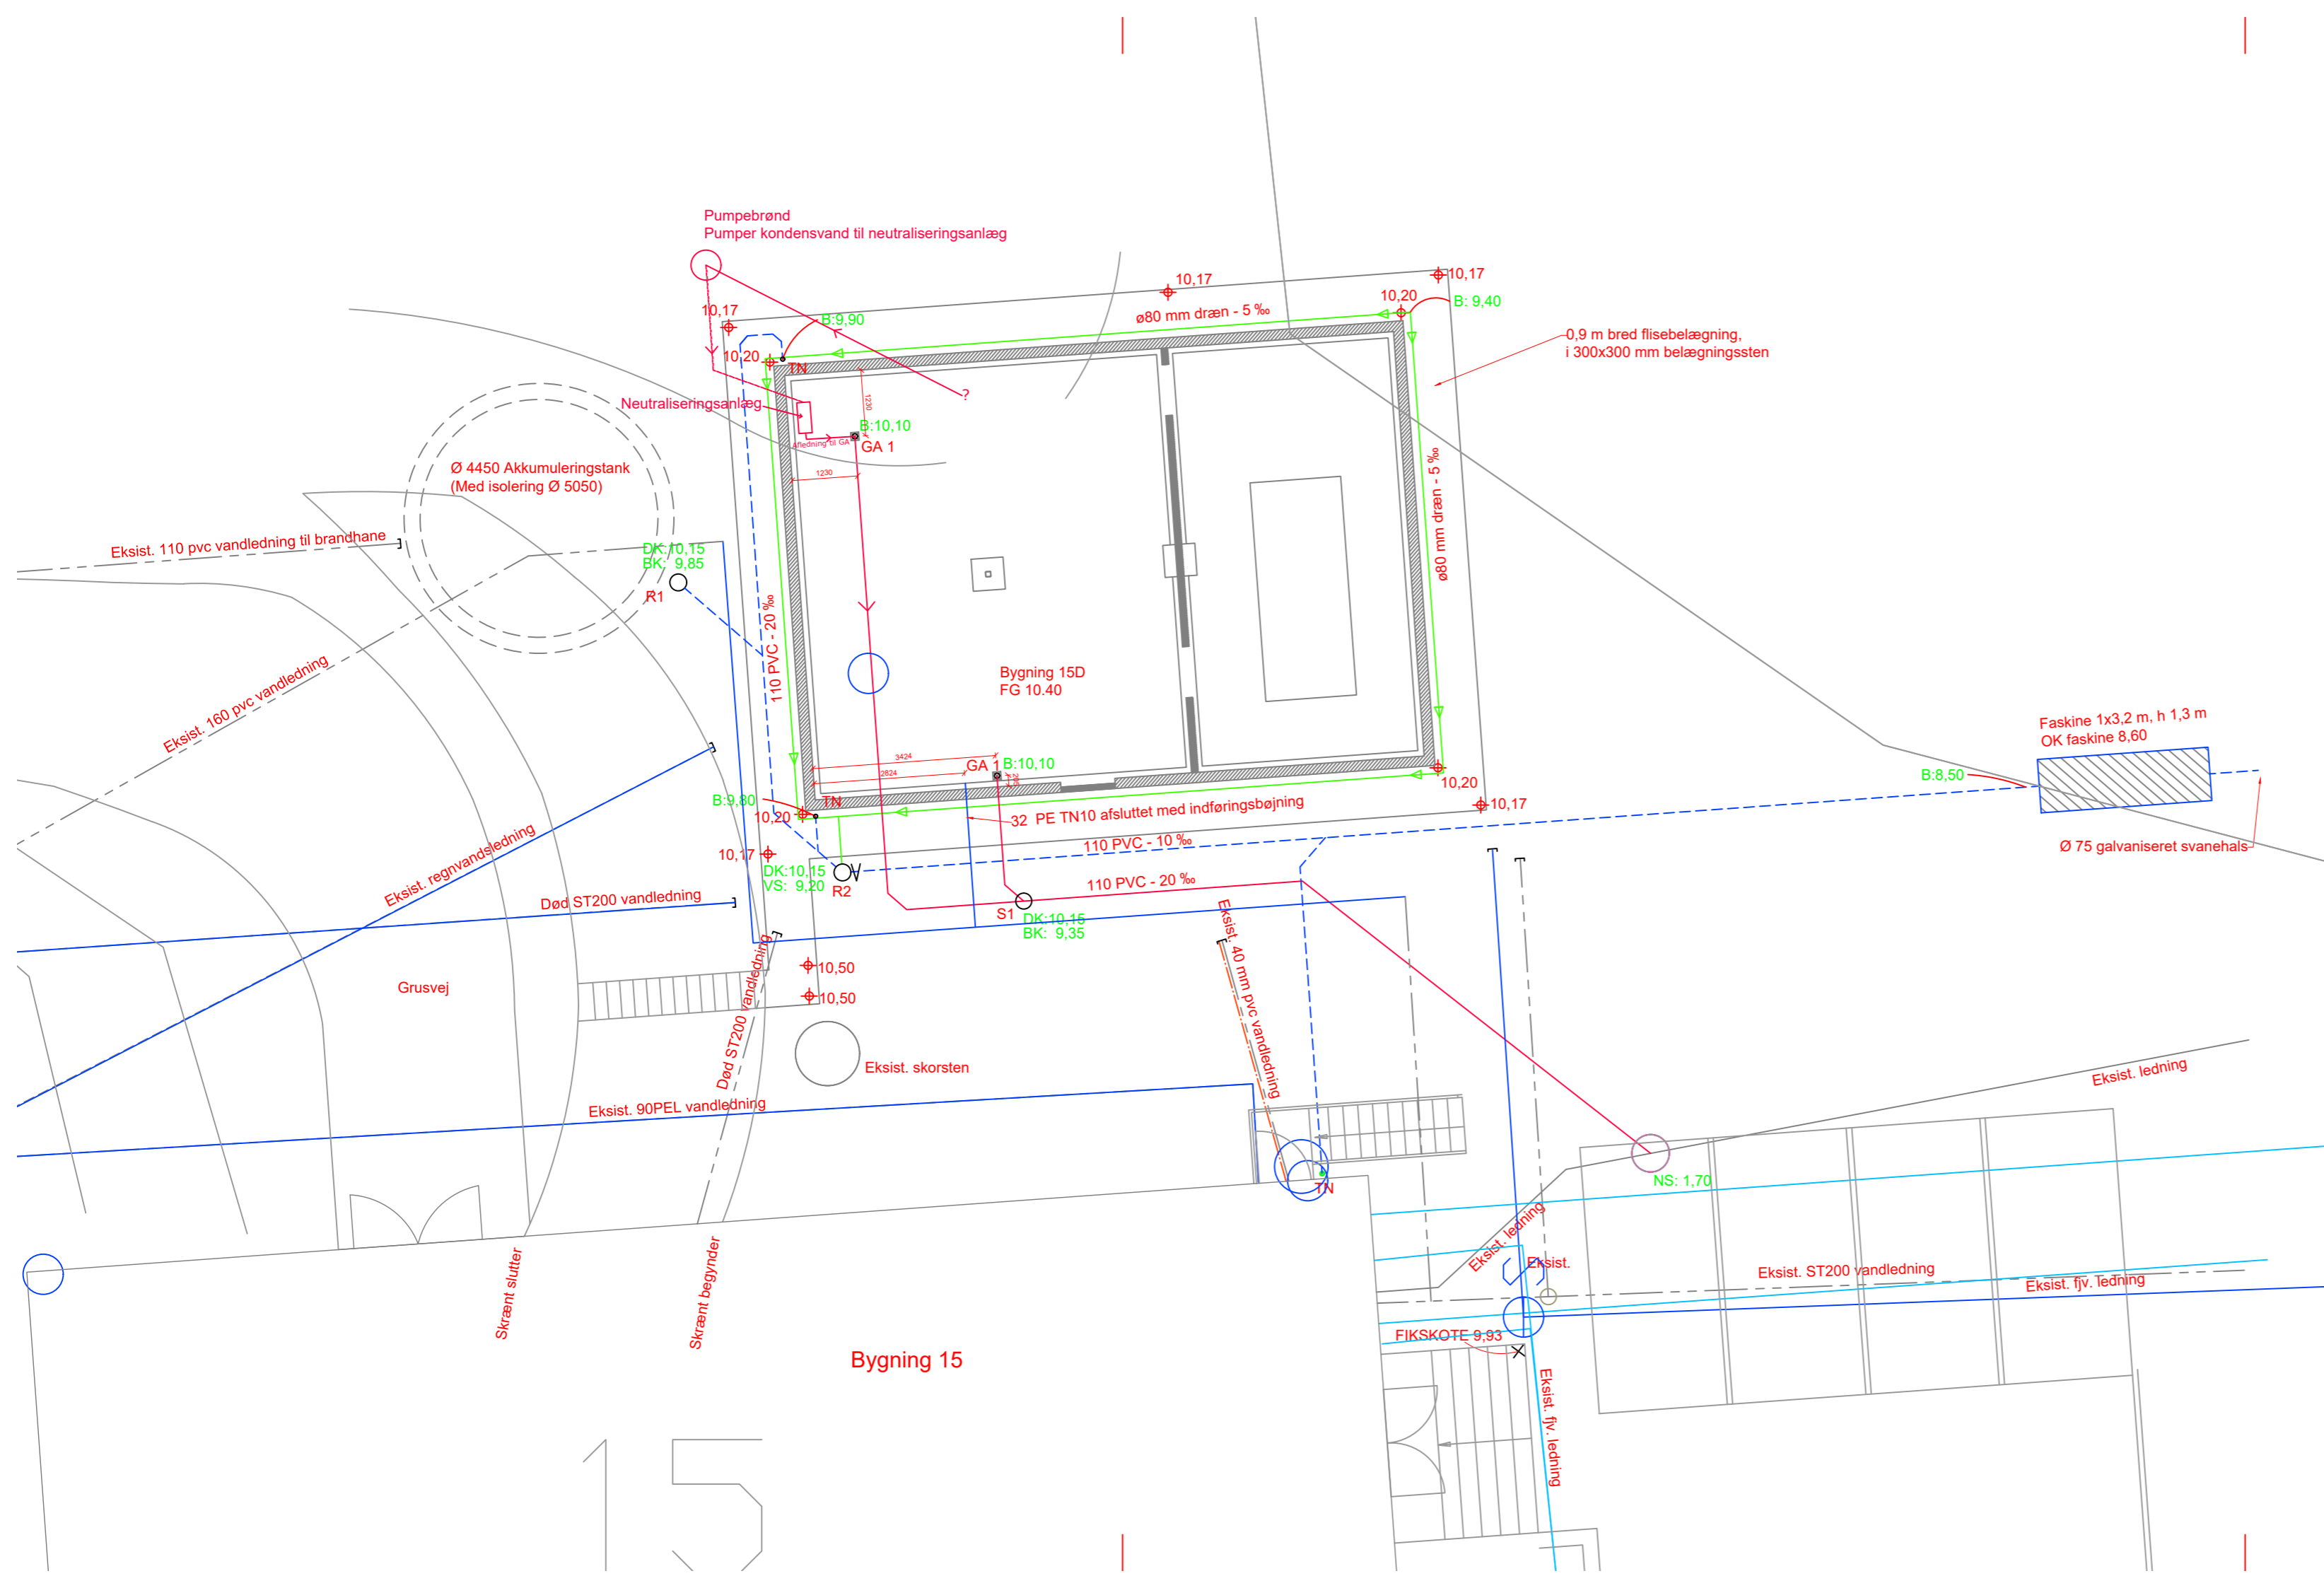 Pumpebrønd
Pumper kondensvand til neutraliseringsanlæg
10,17
10,17
10,17
10,20
B: 9,40
ø80 mm dræn - 5 ‰
B:9,90
0,9 m bred flisebelægning,
i 300x300 mm belægningssten
10,20
TN
?
Neutraliseringsanlæg
1230
B:10,10
Afledning til GA
GA 1
1230
Ø 4450 Akkumuleringstank
(Med isolering Ø 5050)
ø80 mm dræn - 5 ‰
Eksist. 110 pvc vandledning til brandhane
DK:10,15
BK: 9,85
R1
110 PVC - 20 ‰
Eksist. 160 pvc vandledning
Bygning 15D
FG 10.40
Faskine 1x3,2 m, h 1,3 m
OK faskine 8,60
B:8,50
3424
GA 1
B:10,10
2824
10,20
B:9,80
TN
10,20
10,17
32 PE TN10 afsluttet med indføringsbøjning
110 PVC - 10 ‰
Ø 75 galvaniseret svanehals
10,17
DK:10,15
VS: 9,20
R2
110 PVC - 20 ‰
S1
DK:10,15
BK: 9,35
Eksist. regnvandsledning
Død ST200 vandledning
Eksist. 40 mm pvc vandledning
10,50
10,50
Grusvej
Død ST200 vandledning
Eksist. skorsten
Eksist. 90PEL vandledning
Eksist. ledning
TN
NS: 1,70
Eksist. ledning
Eksist.
Eksist. ST200 vandledning
Eksist. fjv. ledning
Skrænt slutter
Skrænt begynder
FIKSKOTE 9,93
Bygning 15
Eksist. fjv. ledning
15